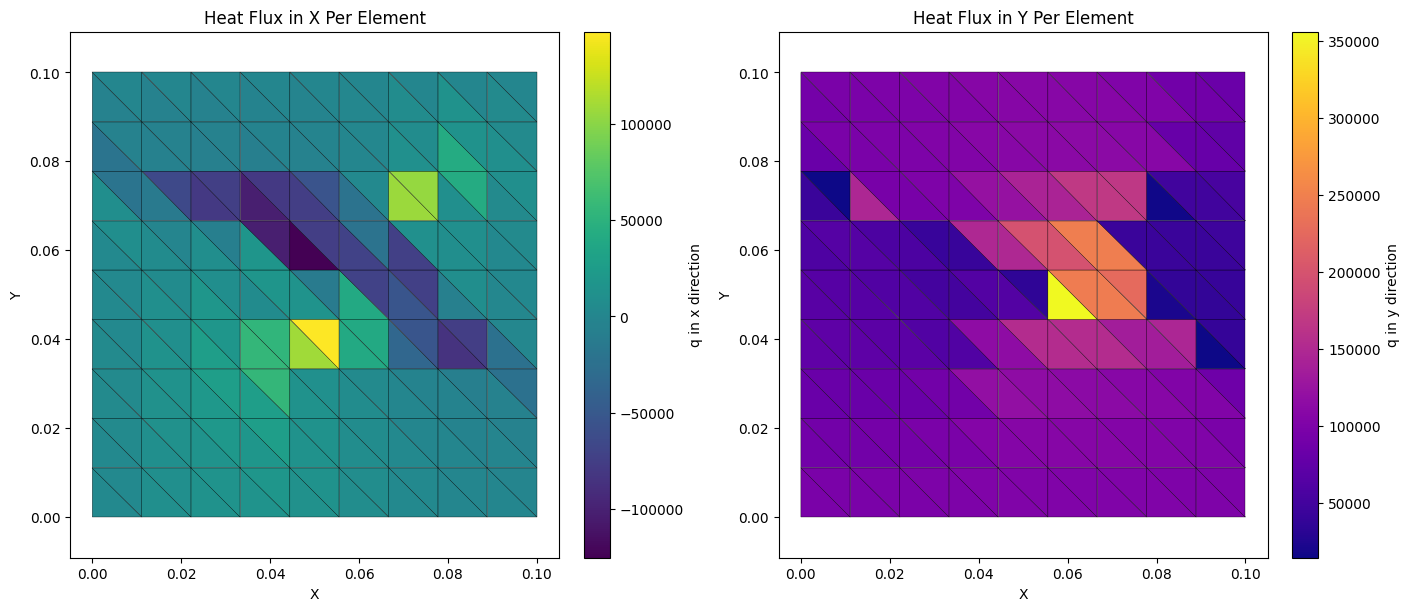 Heat Flux in X Per Element
0.10
0.08
0.06
0.04
0.02
0.00
Y
0.00 0.02 0.04 0.06 0.08 0.10
X
100000
50000
0
−50000
−100000
q in x direction
Heat Flux in Y Per Element
0.10
0.08
0.06
0.04
0.02
0.00
Y
0.00 0.02 0.04 0.06 0.08 0.10
X
350000
300000
250000
200000
150000
100000
50000
q in y direction